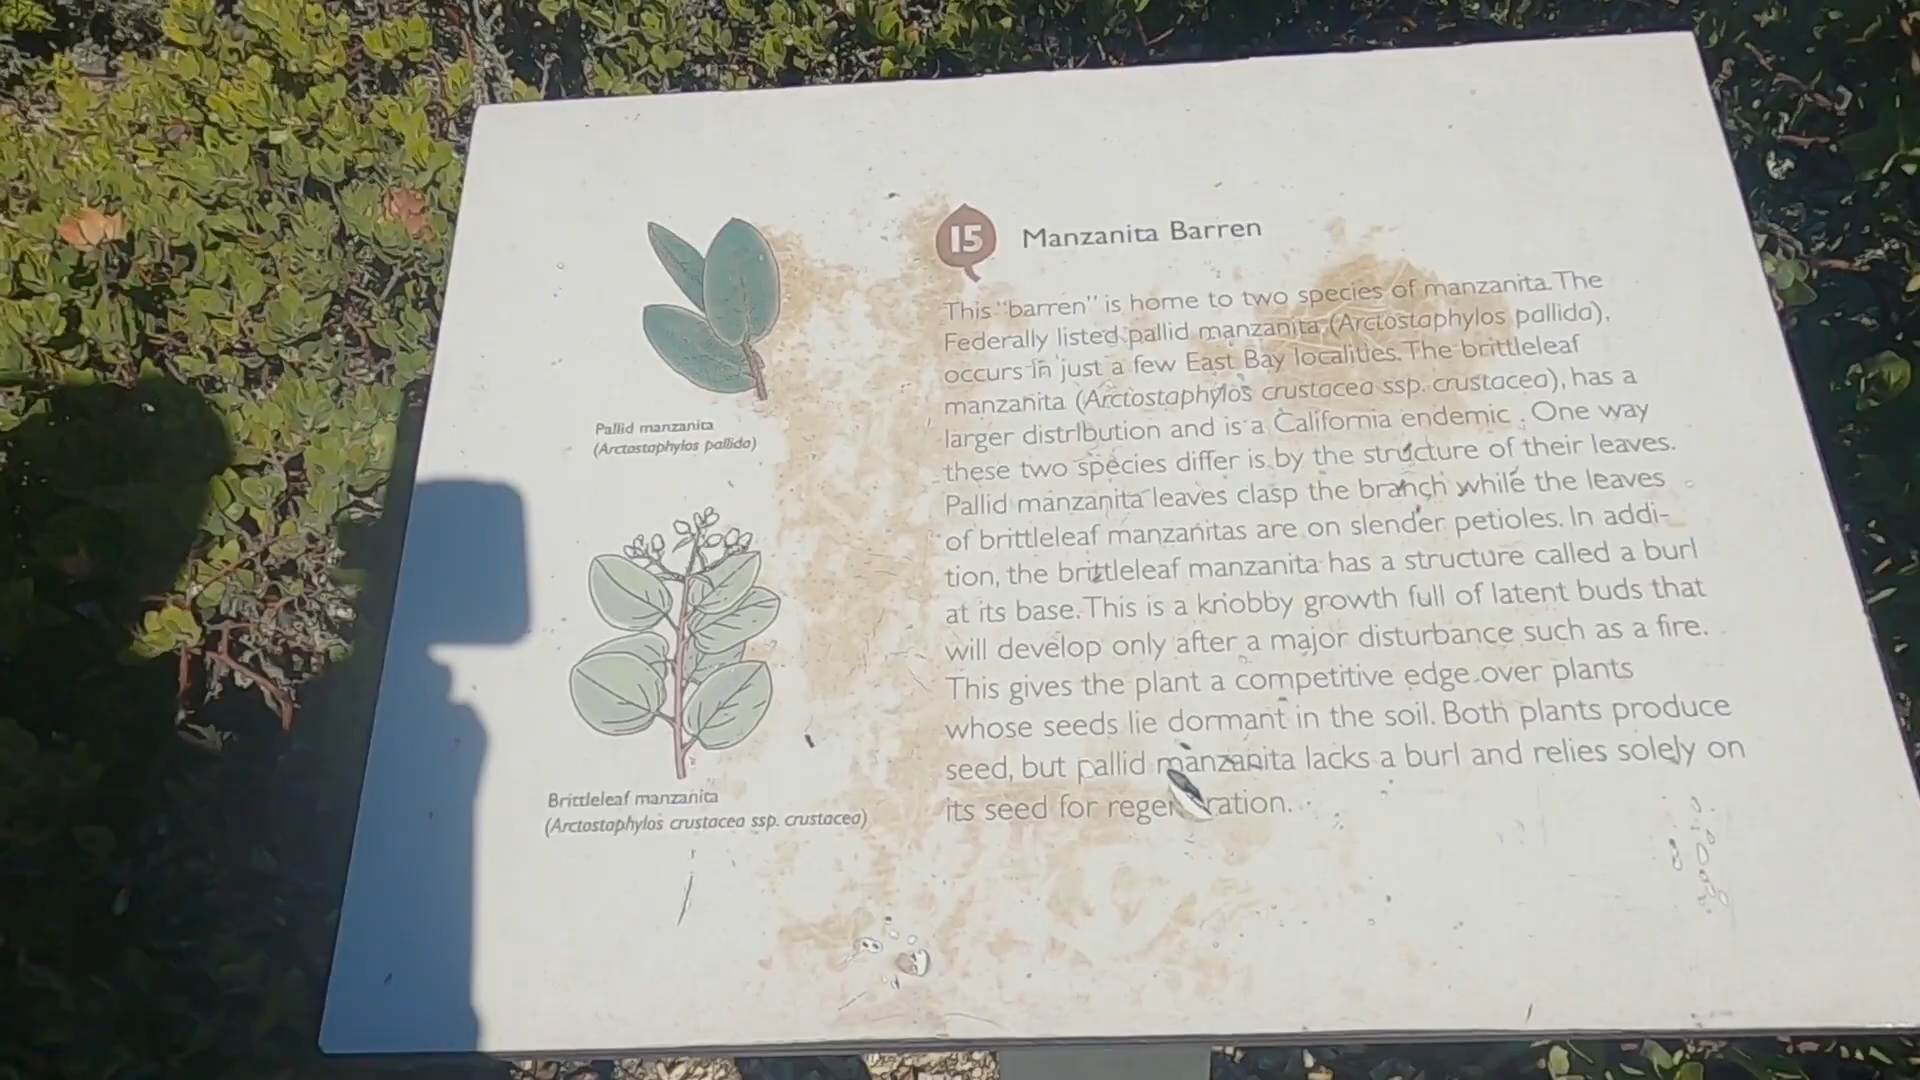 15 Manzanita Barren
This "barren" is home to two species of manzanita. The
Federally listed pallid manzanita (Arctostaphylos pallida),
occurs in just a few East Bay localities. The brittleleaf
manzanita (Arctostaphylos crustacea ssp. crustacea), has a
larger distribution and is a California endemic . One way
these two species differ is by the structure of their leaves.
Pallid manzanita leaves clasp the branch while the leaves
of brittleleaf manzanitas are on slender petioles. In addi-
tion, the brittleleaf manzanita has a structure called a burl
at its base. This is a knobby growth full of latent buds that
will develop only after a major disturbance such as a fire.
This gives the plant a competitive edge over plants
whose seeds lie dormant in the soil. Both plants produce
seed, but pallid manzanita lacks a burl and relies solely on
its seed for regeneration.
Pallid manzanita
(Arctostaphylos pallida)
Brittleleaf manzanita
(Arctostaphylos crustacea ssp. crustacea)